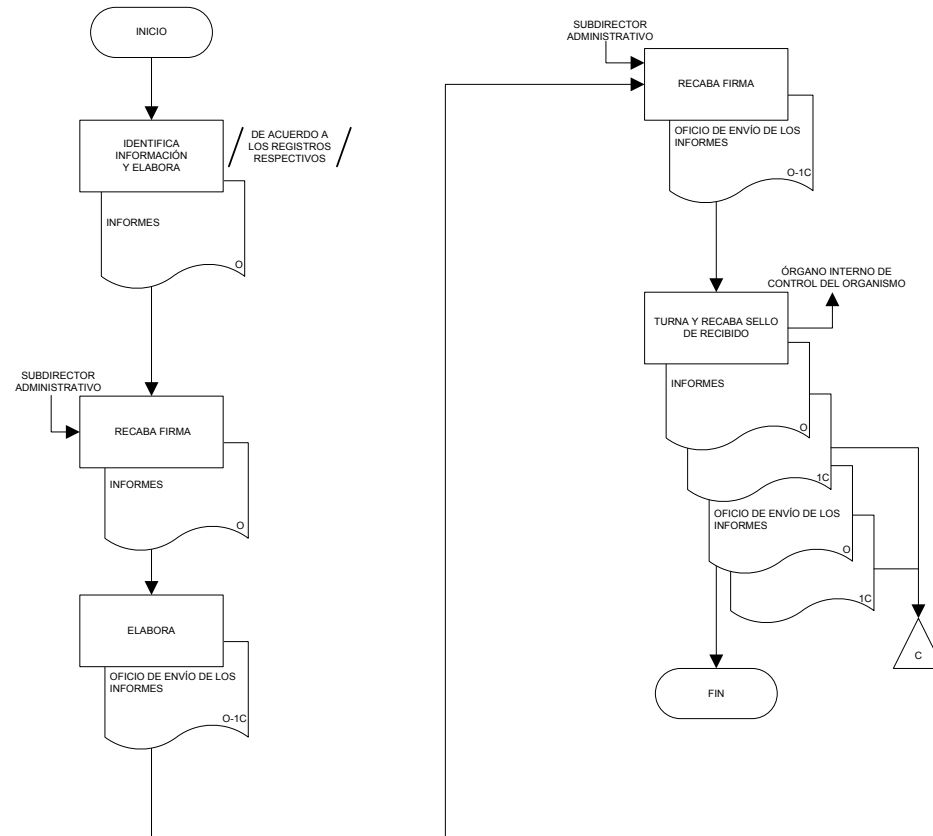 INICIO
IDENTIFICA
INFORMACIÓN
Y ELABORA
DE ACUERDO A
LOS REGISTROS
RESPECTIVOS
INFORMES
O
SUBDIRECTOR
ADMINISTRATIVO
RECABA FIRMA
INFORMES
O
ELABORA
OFICIO DE ENVÍO DE LOS
INFORMES
O-1C
SUBDIRECTOR
ADMINISTRATIVO
RECABA FIRMA
OFICIO DE ENVÍO DE LOS
INFORMES
O-1C
ÓRGANO INTERNO DE
CONTROL DEL ORGANISMO
TURNA Y RECABA SELLO
DE RECIBIDO
INFORMES
O
1C
OFICIO DE ENVÍO DE LOS
INFORMES
O
1C
C
FIN